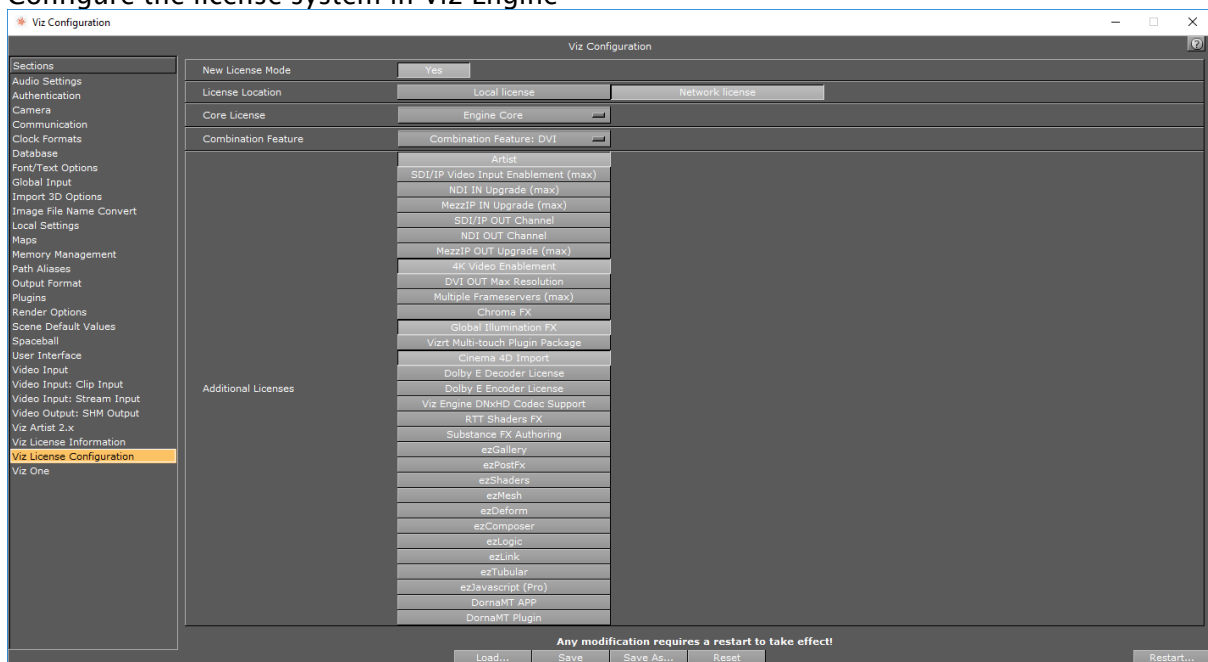 Configure the license system in Viz Engine
Viz Configuration
Viz Configuration
Sections
Audio Settings
Authentication
Camera
Communication
Clock Formats
Database
Font/Text Options
Global Input
Import 3D Options
Image File Name Convert
Local Settings
Maps
Memory Management
Path Aliases
Output Format
Plugins
Render Options
Scene Default Values
Spaceball
User Interface
Video Input
Video Input: Clip Input
Video Input: Stream Input
Video Output: SHM Output
Viz Artist 2.x
Viz License Information
Viz License Configuration
Viz One
New License Mode Yes
License Location Local license Network license
Core License Engine Core
Combination Feature Combination Feature: DVI
Additional Licenses
Artist
SDI/IP Video Input Enablement (max)
NDI IN Upgrade (max)
MezzIP IN Upgrade (max)
SDI/IP OUT Channel
NDI OUT Channel
MezzIP OUT Upgrade (max)
4K Video Enablement
DVI OUT Max Resolution
Multiple Frameservers (max)
Chroma FX
Global Illumination FX
Vizrt Multi-touch Plugin Package
Cinema 4D Import
Dolby E Decoder License
Dolby E Encoder License
Viz Engine DNxHD Codec Support
RTT Shaders FX
Substance FX Authoring
ezGallery
ezPostFx
ezShaders
ezMesh
ezDeform
ezComposer
ezLogic
ezLink
ezTubular
ezJavascript (Pro)
DornaMT APP
DornaMT Plugin
Any modification requires a restart to take effect!
Load... Save Save As... Reset Restart...